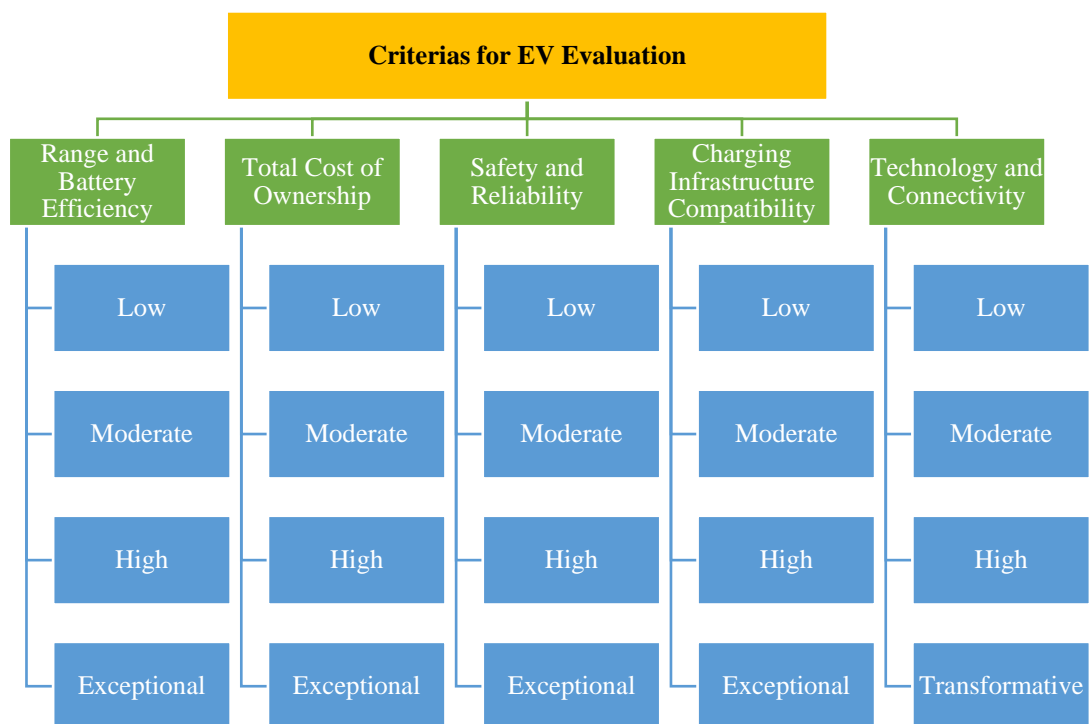 Criterias for EV Evaluation
Range and
Battery
Efficiency
Total Cost of
Ownership
Safety and
Reliability
Charging
Infrastructure
Compatibility
Technology and
Connectivity
Low
Low
Low
Low
Low
Moderate
Moderate
Moderate
Moderate
Moderate
High
High
High
High
High
Exceptional
Exceptional
Exceptional
Exceptional
Transformative